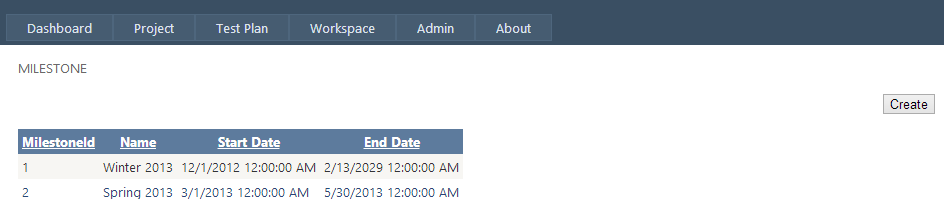 Dashboard Project Test Plan Workspace Admin About
MILESTONE
Create
MilestoneId Name Start Date End Date
1 Winter 2013 12/1/2012 12:00:00 AM 2/13/2029 12:00:00 AM
2 Spring 2013 3/1/2013 12:00:00 AM 5/30/2013 12:00:00 AM